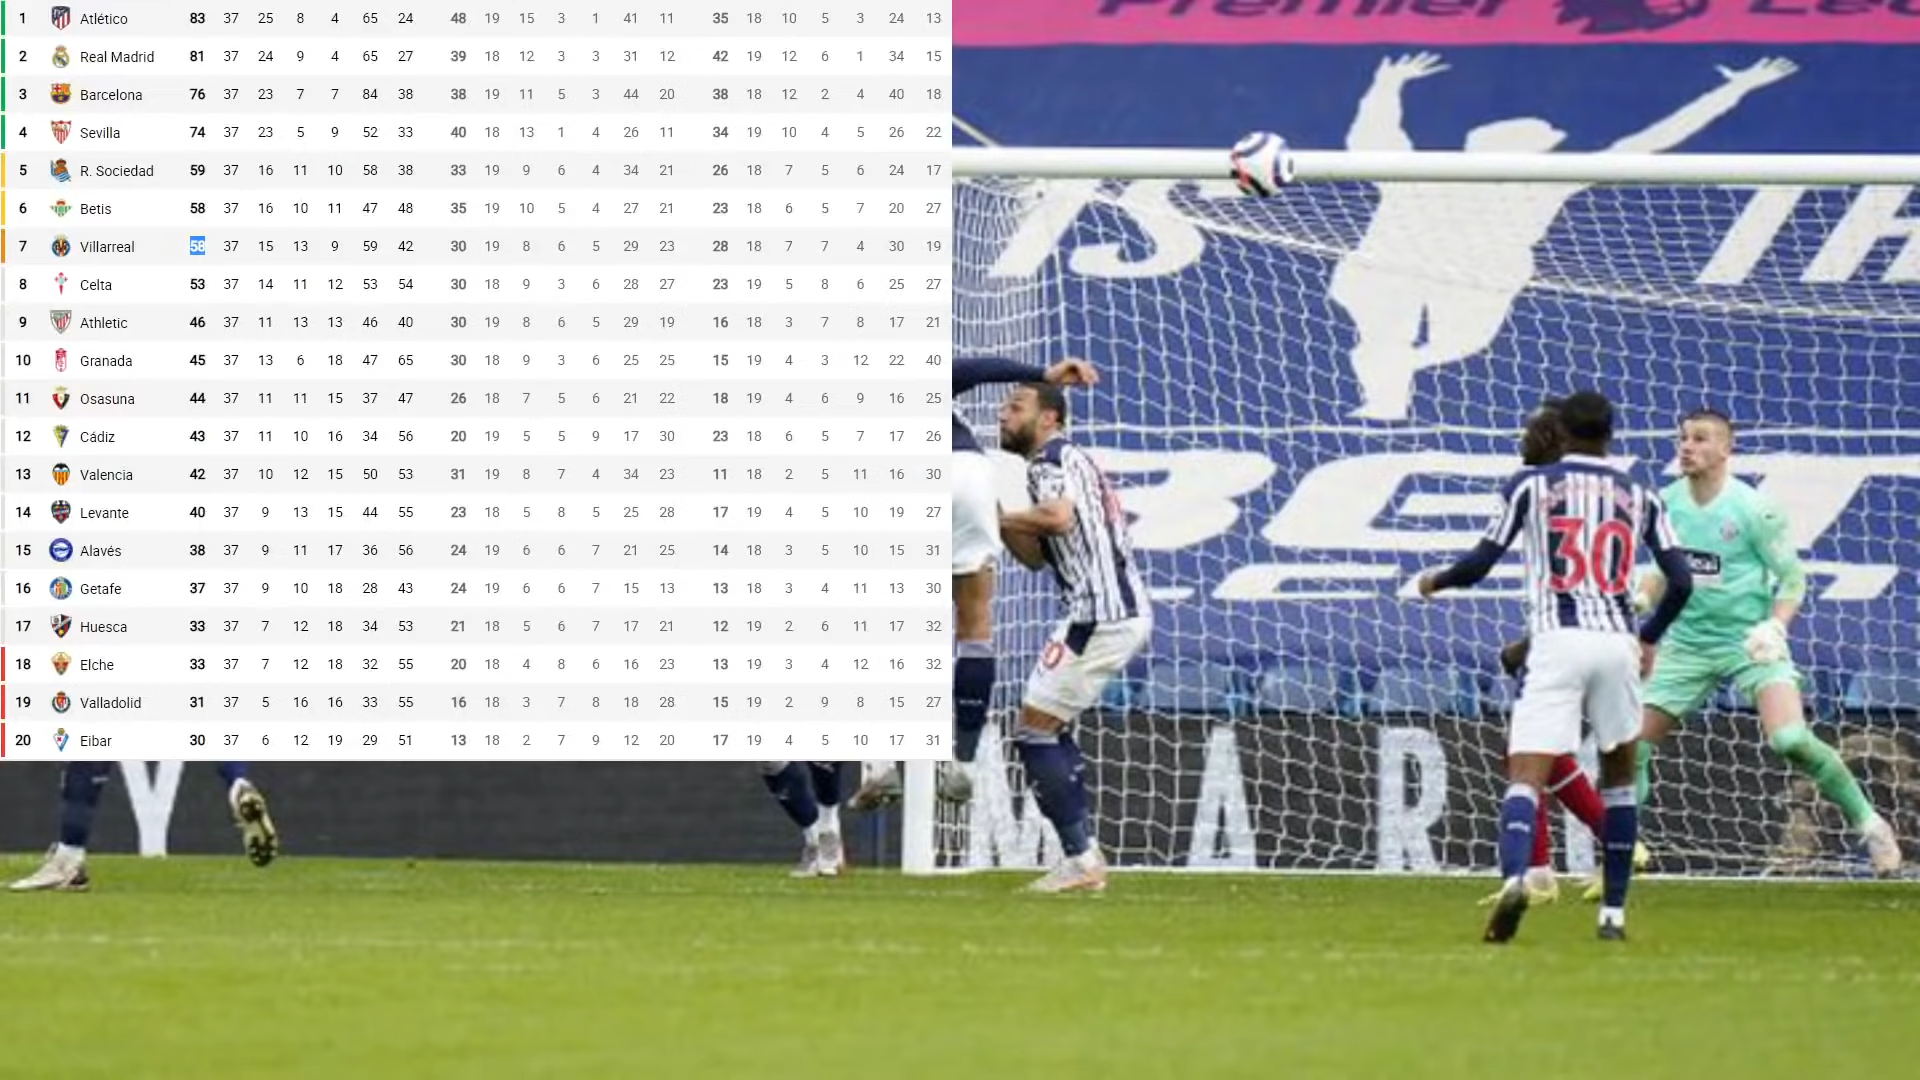 1 Atlético 83 37 25 8 4 65 24 48 19 15 3 1 41 11 35 18 10 5 3 24 13
2 Real Madrid 81 37 24 9 4 65 27 39 18 12 3 3 31 12 42 19 12 6 1 34 15
3 Barcelona 76 37 23 7 7 84 38 38 19 11 5 3 44 20 38 18 12 2 4 40 18
4 Sevilla 74 37 23 5 9 52 33 40 18 13 1 4 26 11 34 19 10 4 5 26 22
5 R. Sociedad 59 37 16 11 10 58 38 33 19 9 6 4 34 21 26 18 7 5 6 24 17
6 Betis 58 37 16 10 11 47 48 35 19 10 5 4 27 21 23 18 6 5 7 20 27
7 Villarreal 58 37 15 13 9 59 42 30 19 8 6 5 29 23 28 18 7 7 4 30 19
8 Celta 53 37 14 11 12 53 54 30 18 9 3 6 28 27 23 19 5 8 6 25 27
9 Athletic 46 37 11 13 13 46 40 30 19 8 6 5 29 19 16 18 3 7 8 17 21
10 Granada 45 37 13 6 18 47 65 30 18 9 3 6 25 25 15 19 4 3 12 22 40
11 Osasuna 44 37 11 11 15 37 47 26 18 7 5 6 21 22 18 19 4 6 9 16 25
12 Cádiz 43 37 11 10 16 34 56 20 19 5 5 9 17 30 23 18 6 5 7 17 26
13 Valencia 42 37 10 12 15 50 53 31 19 8 7 4 34 23 11 18 2 5 11 16 30
14 Levante 40 37 9 13 15 44 55 23 18 5 8 5 25 28 17 19 4 5 10 19 27
15 Alavés 38 37 9 11 17 36 56 24 19 6 6 7 21 25 14 18 3 5 10 15 31
16 Getafe 37 37 9 10 18 28 43 24 19 6 6 7 15 13 13 18 3 4 11 13 30
17 Huesca 33 37 7 12 18 34 53 21 18 5 6 7 17 21 12 19 2 6 11 17 32
18 Elche 33 37 7 12 18 32 55 20 18 4 8 6 16 23 13 19 3 4 12 16 32
19 Valladolid 31 37 5 16 16 33 55 16 18 3 7 8 18 28 15 19 2 9 8 15 27
20 Eibar 30 37 6 12 19 29 51 13 18 2 7 9 12 20 17 19 4 5 10 17 31
Premier Lea
IS TH
30
M A R